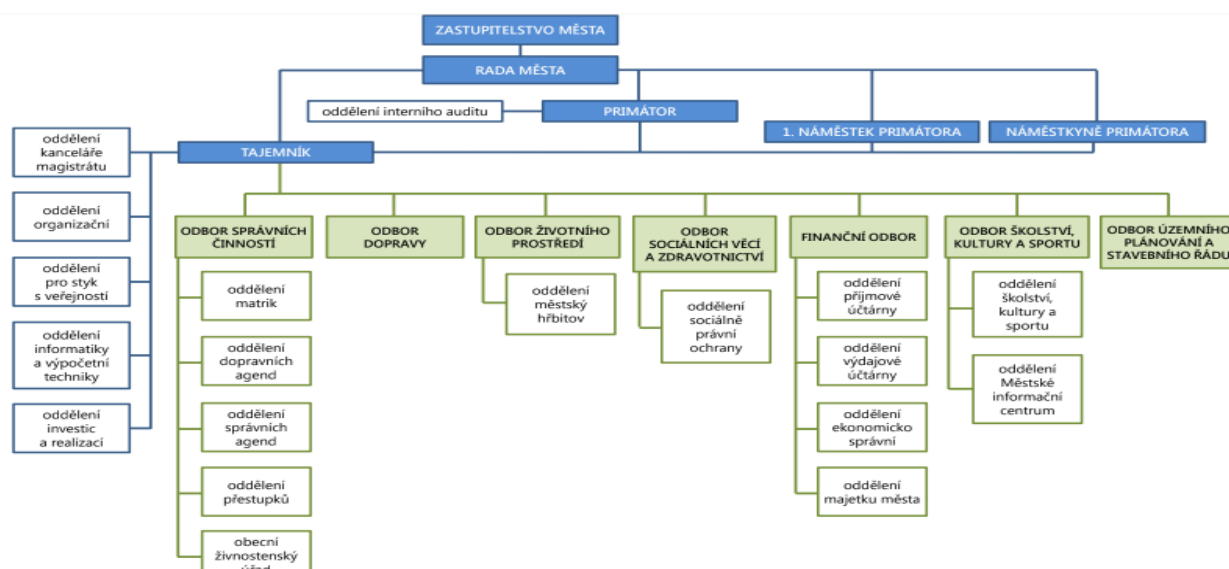 ZASTUPITELSTVO MĚSTA
RADA MĚSTA
oddělení interního auditu
PRIMÁTOR
1. NÁMĚSTEK PRIMÁTORA
NÁMĚSTKYNĚ PRIMÁTORA
TAJEMNÍK
oddělení
kanceláře
magistrátu
oddělení
organizační
oddělení
pro styk
s veřejností
oddělení
informatiky
a výpočetní
techniky
oddělení
investic
a realizací
ODBOR SPRÁVNÍCH
ČINNOSTÍ
oddělení
matrik
oddělení
dopravních
agend
oddělení
správních
agend
oddělení
přestupků
obecní
živnostenský
úřad
ODBOR
DOPRAVY
ODBOR ŽIVOTNÍHO
PROSTŘEDÍ
oddělení
městský
hřbitov
ODBOR
SOCIÁLNÍCH VĚCÍ
A ZDRAVOTNICTVÍ
oddělení
sociálně
právní
ochrany
FINANČNÍ ODBOR
oddělení
příjmové
účtárny
oddělení
výdajové
účtárny
oddělení
ekonomicko
správní
oddělení
majetku města
ODBOR ŠKOLSTVÍ,
KULTURY A SPORTU
oddělení
školství,
kultury a
sportu
oddělení
Městské
informační
centrum
ODBOR ÚZEMNÍHO
PLÁNOVÁNÍ A
STAVEBNÍHO ŘÁDU